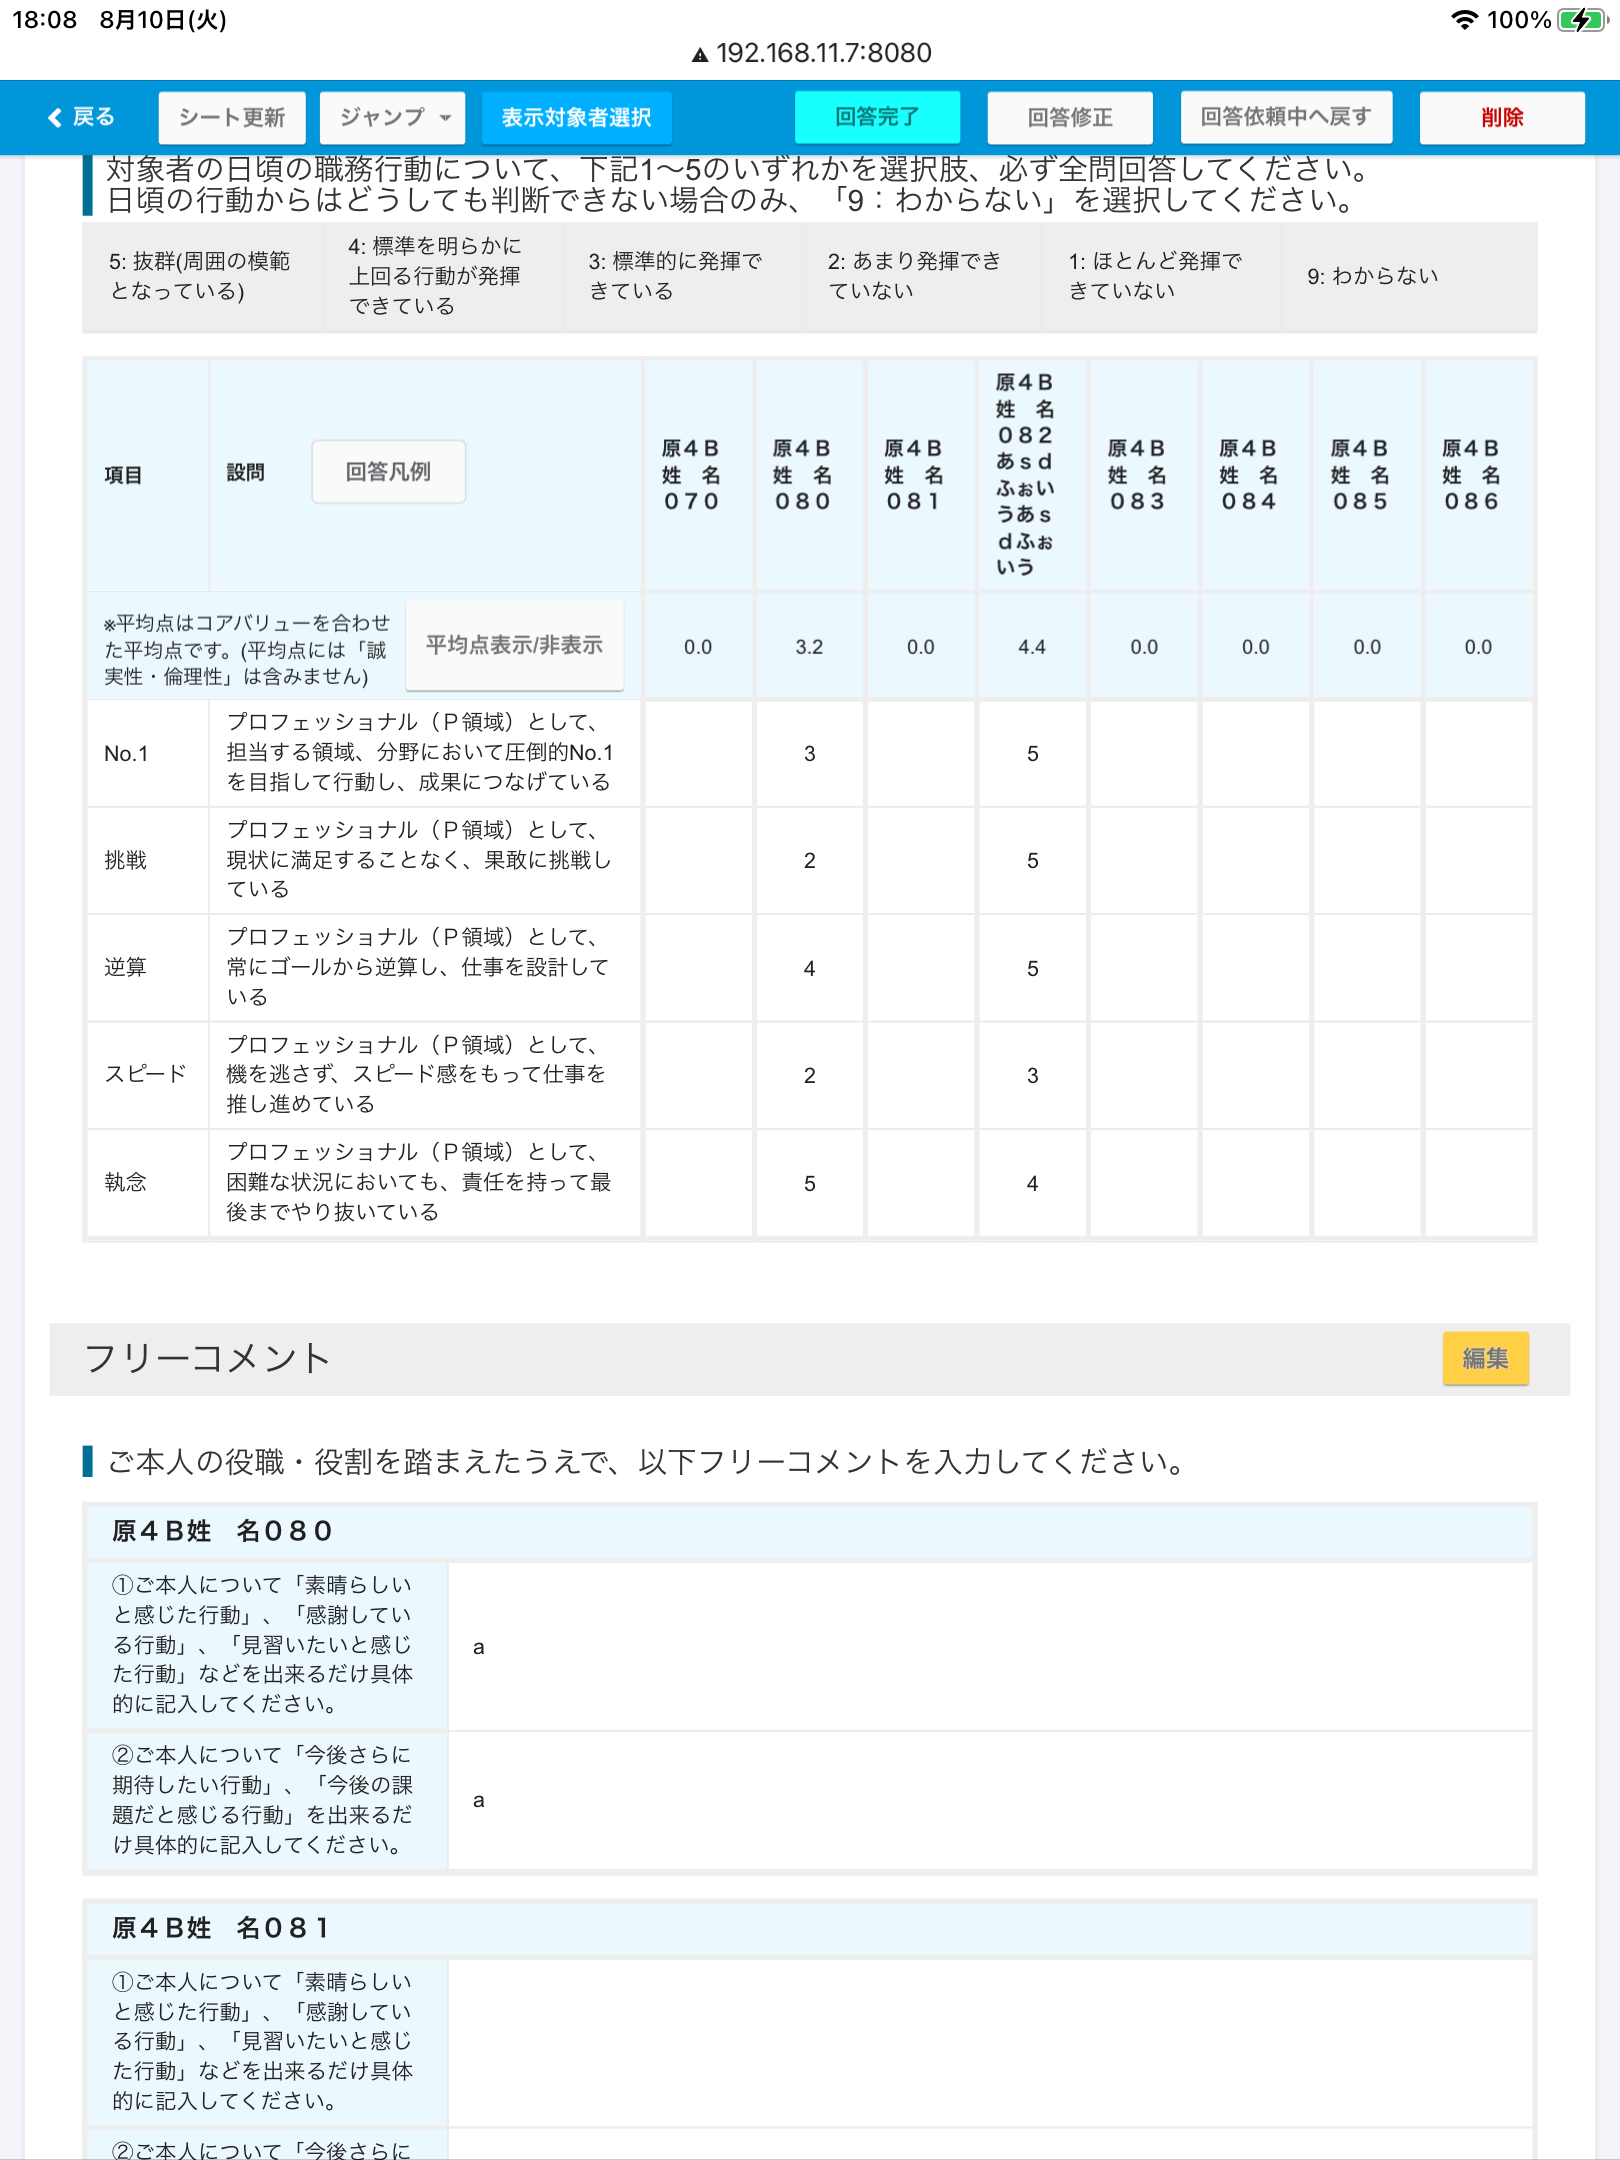 18:08 8月10日(火) 100%
▲ 192.168.11.7:8080
戻る シート更新 ジャンプ 表示対象者選択 回答完了 回答修正 回答依頼中へ戻す 削除
対象者の日頃の職務行動について、下記1〜5のいずれかを選択肢、必ず全問回答してください。
日頃の行動からはどうしても判断できない場合のみ、「9：わからない」を選択してください。
5: 抜群(周囲の模範
となっている)
4: 標準を明らかに
上回る行動が発揮
できている
3: 標準的に発揮で
きている
2: あまり発揮でき
ていない
1: ほとんど発揮で
きていない
9: わからない
項目
設問
回答凡例
原４Ｂ
姓　名
０７０
原４Ｂ
姓　名
０８０
原４Ｂ
姓　名
０８１
原４Ｂ
姓　名
０８２
あｓｄ
ふぉい
うあｓ
ｄふぉ
いう
原４Ｂ
姓　名
０８３
原４Ｂ
姓　名
０８４
原４Ｂ
姓　名
０８５
原４Ｂ
姓　名
０８６
※平均点はコアバリューを合わせ
た平均点です。(平均点には「誠
実性・倫理性」は含みません)
平均点表示/非表示
0.0 3.2 0.0 4.4 0.0 0.0 0.0 0.0
No.1
プロフェッショナル（Ｐ領域）として、
担当する領域、分野において圧倒的No.1
を目指して行動し、成果につなげている
3 5
挑戦
プロフェッショナル（Ｐ領域）として、
現状に満足することなく、果敢に挑戦し
ている
2 5
逆算
プロフェッショナル（Ｐ領域）として、
常にゴールから逆算し、仕事を設計して
いる
4 5
スピード
プロフェッショナル（Ｐ領域）として、
機を逃さず、スピード感をもって仕事を
推し進めている
2 3
執念
プロフェッショナル（Ｐ領域）として、
困難な状況においても、責任を持って最
後までやり抜いている
5 4
フリーコメント 編集
ご本人の役職・役割を踏まえたうえで、以下フリーコメントを入力してください。
原４Ｂ姓　名０８０
①ご本人について「素晴らしい
と感じた行動」、「感謝してい
る行動」、「見習いたいと感じ
た行動」などを出来るだけ具体
的に記入してください。
a
②ご本人について「今後さらに
期待したい行動」、「今後の課
題だと感じる行動」を出来るだ
け具体的に記入してください。
a
原４Ｂ姓　名０８１
①ご本人について「素晴らしい
と感じた行動」、「感謝してい
る行動」、「見習いたいと感じ
た行動」などを出来るだけ具体
的に記入してください。
②ご本人について「今後さらに